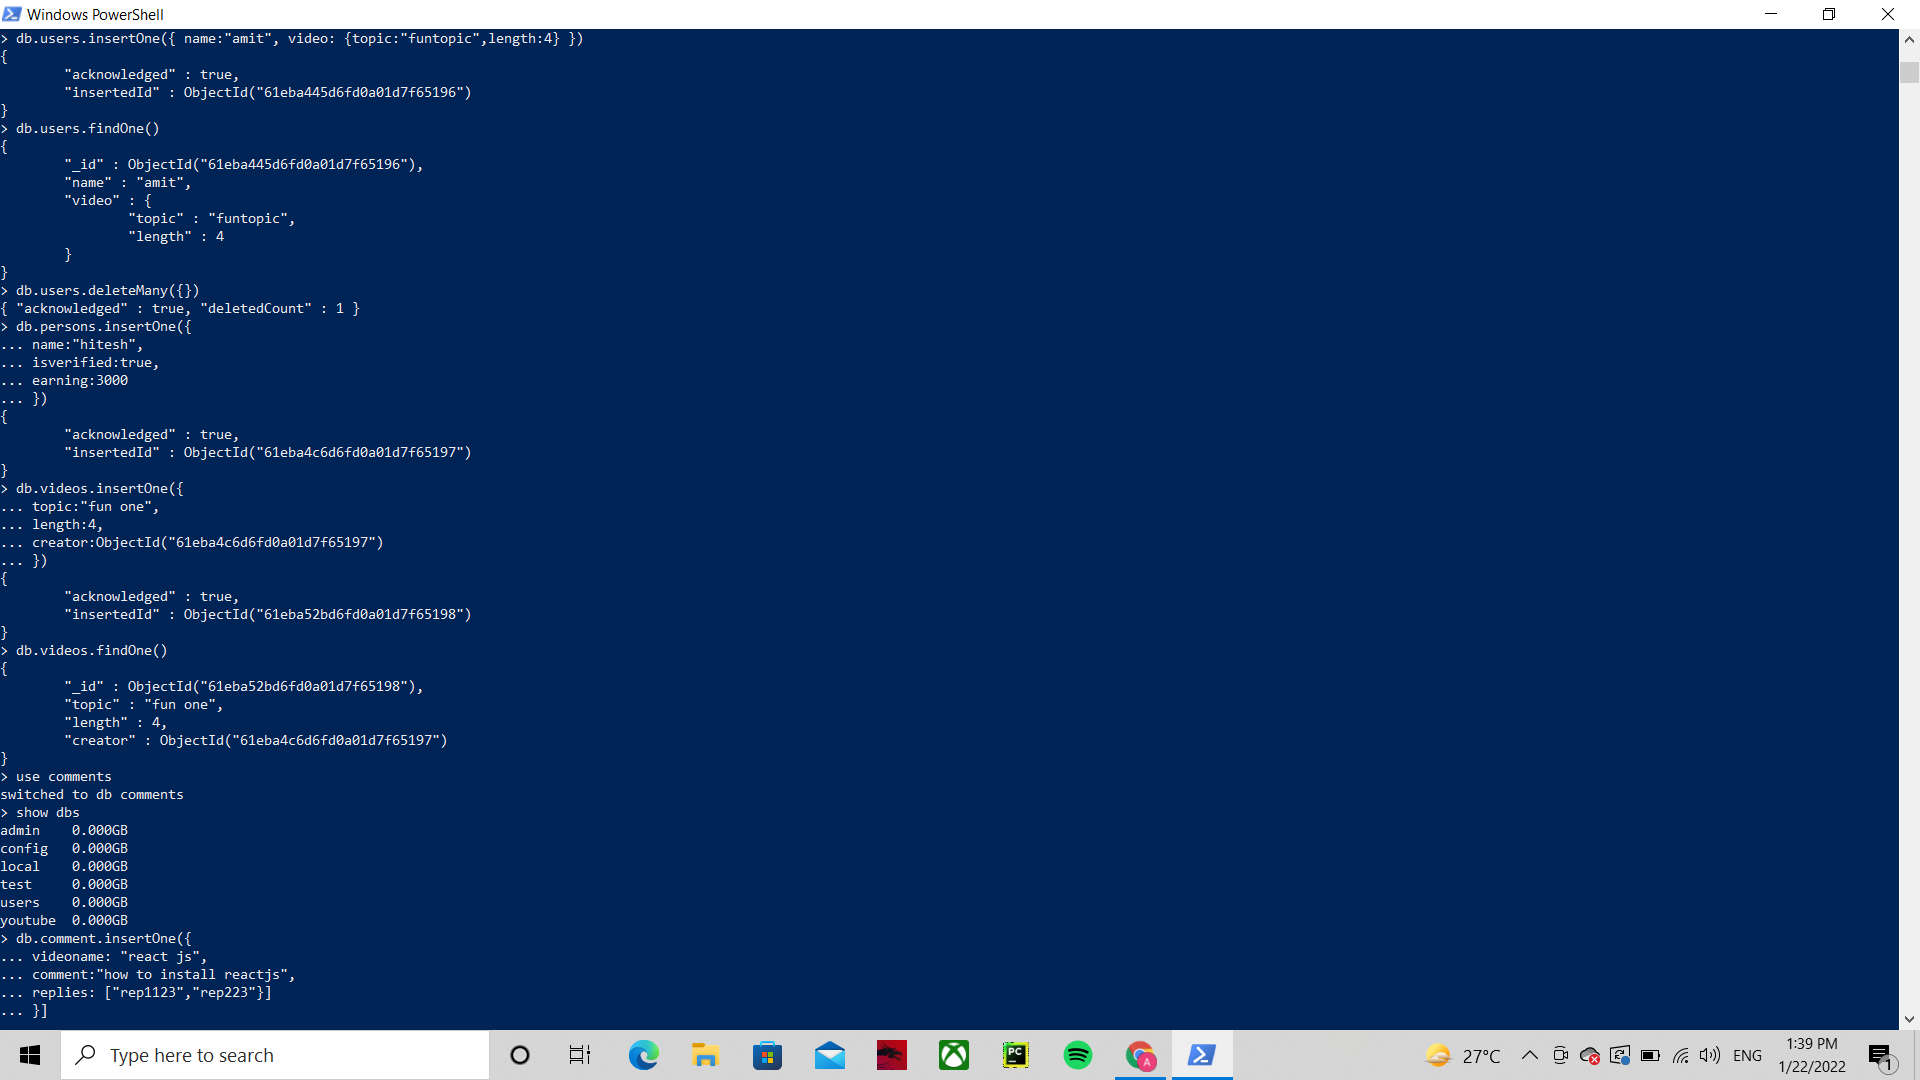 Windows PowerShell
> db.users.insertOne({ name:"amit", video: {topic:"funtopic",length:4} })
{
        "acknowledged" : true,
        "insertedId" : ObjectId("61eba445d6fd0a01d7f65196")
}
> db.users.findOne()
{
        "_id" : ObjectId("61eba445d6fd0a01d7f65196"),
        "name" : "amit",
        "video" : {
                "topic" : "funtopic",
                "length" : 4
        }
}
> db.users.deleteMany({})
{ "acknowledged" : true, "deletedCount" : 1 }
> db.persons.insertOne({
... name:"hitesh",
... isverified:true,
... earning:3000
... })
{
        "acknowledged" : true,
        "insertedId" : ObjectId("61eba4c6d6fd0a01d7f65197")
}
> db.videos.insertOne({
... topic:"fun one",
... length:4,
... creator:ObjectId("61eba4c6d6fd0a01d7f65197")
... })
{
        "acknowledged" : true,
        "insertedId" : ObjectId("61eba52bd6fd0a01d7f65198")
}
> db.videos.findOne()
{
        "_id" : ObjectId("61eba52bd6fd0a01d7f65198"),
        "topic" : "fun one",
        "length" : 4,
        "creator" : ObjectId("61eba4c6d6fd0a01d7f65197")
}
> use comments
switched to db comments
> show dbs
admin    0.000GB
config   0.000GB
local    0.000GB
test     0.000GB
users    0.000GB
youtube  0.000GB
> db.comment.insertOne({
... videoname: "react js",
... comment:"how to install reactjs",
... replies: ["rep1123","rep223"}]
... }]
Type here to search
PC
A
27°C
ENG
1:39 PM
1/22/2022
1